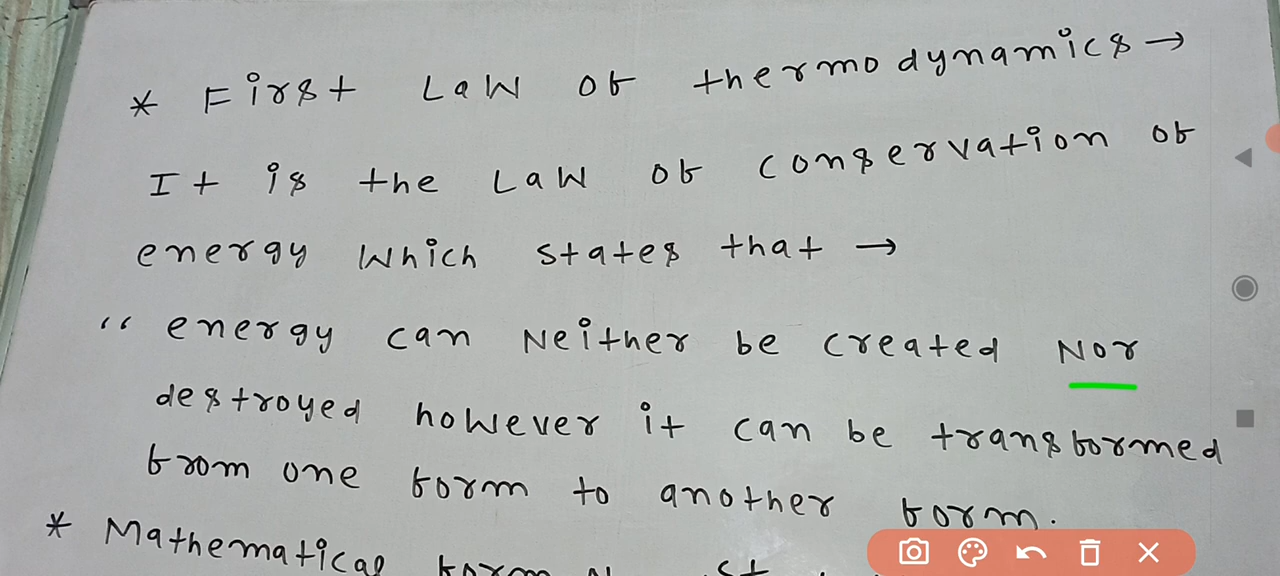 * First Law of thermodynamics →
It is the Law of conservation of
energy which states that →
“ energy can Neither be created Nor
destroyed however it can be transformed
from one form to another form.
* Mathematical form